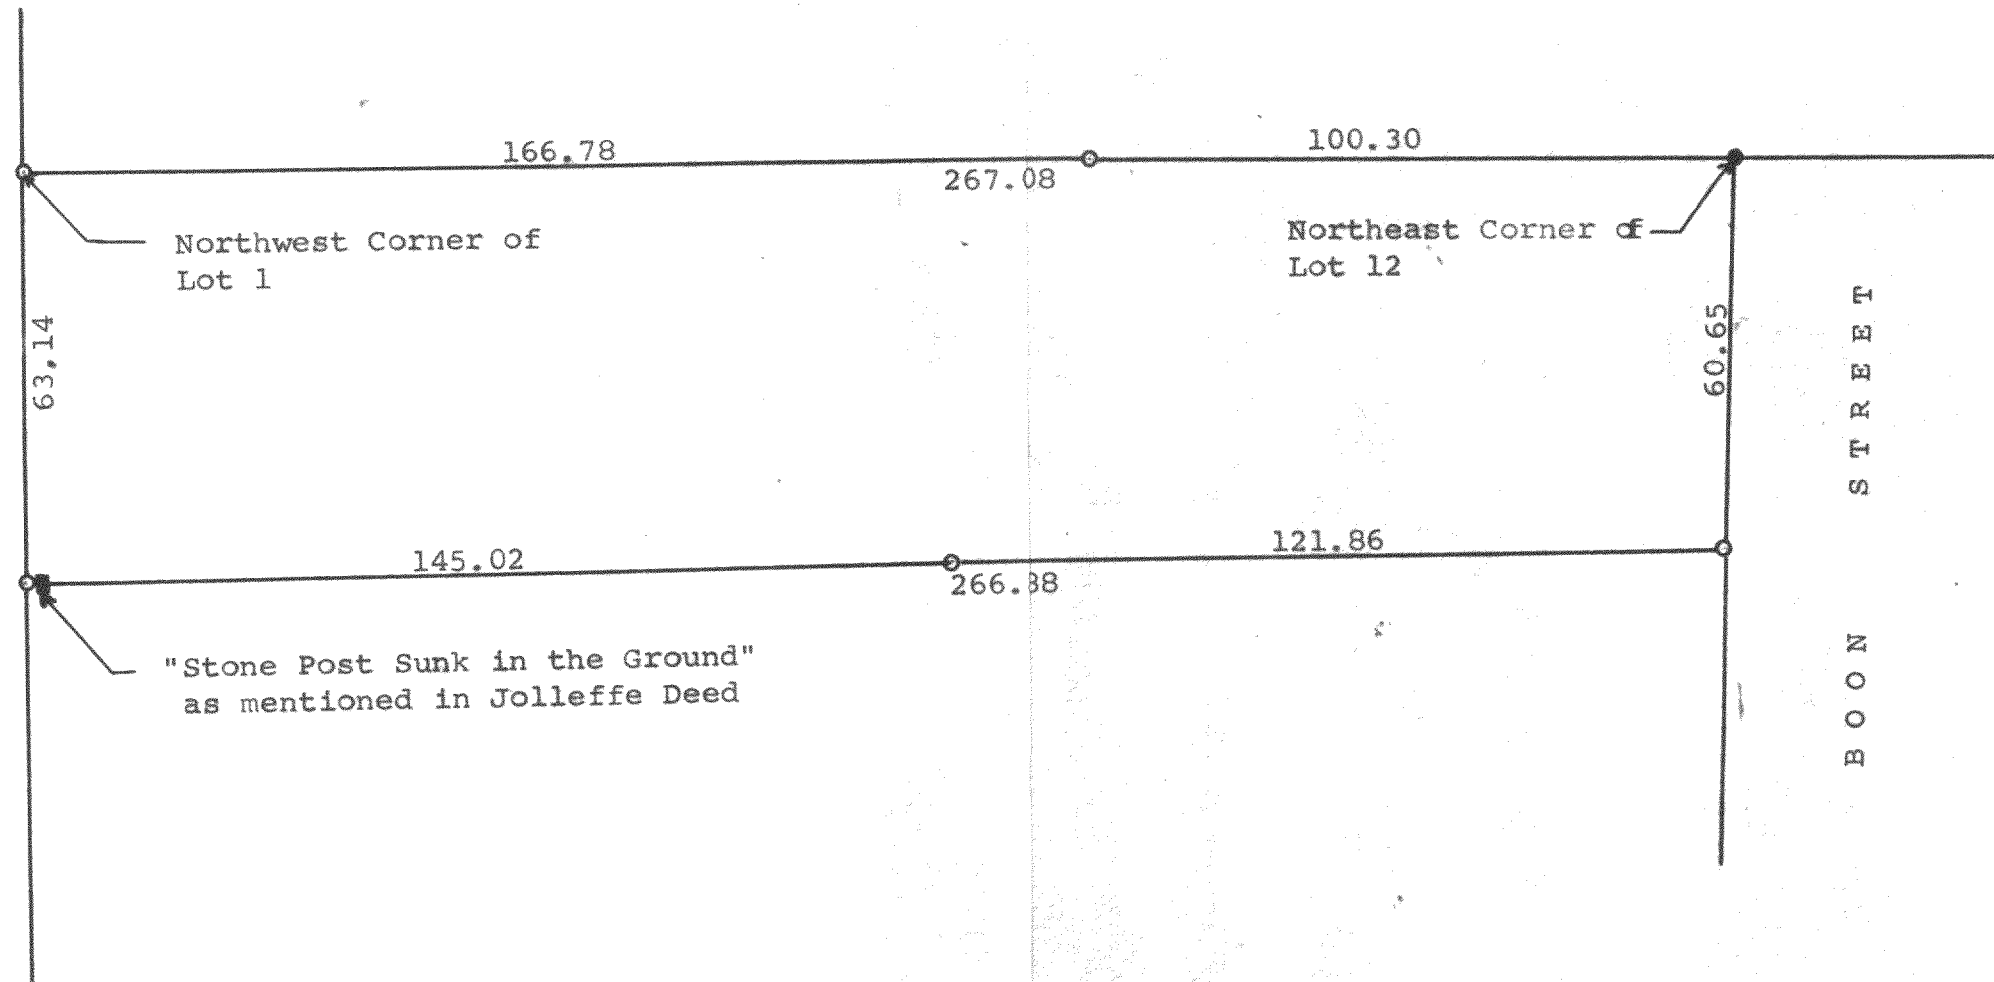 166.78
100.30
267.08
Northwest Corner of
Lot 1
Northeast Corner of
Lot 12
63.14
60.65
BOON STREET
145.02
121.86
266.88
"Stone Post Sunk in the Ground"
as mentioned in Jolleffe Deed